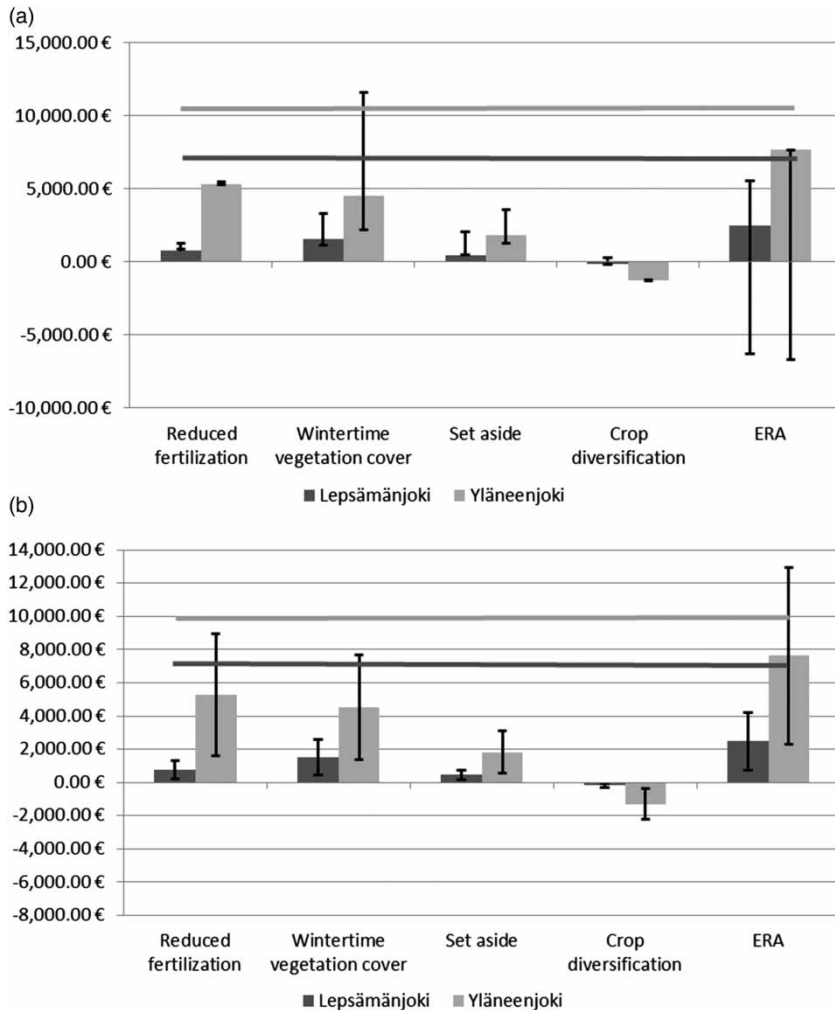 (a)
15,000.00 €
10,000.00 €
5,000.00 €
0.00 €
-5,000.00 €
-10,000.00 €
Reduced fertilization
Wintertime vegetation cover
Set aside
Crop diversification
ERA
Lepsämänjoki
Yläneenjoki
(b)
14,000.00 €
12,000.00 €
10,000.00 €
8,000.00 €
6,000.00 €
4,000.00 €
2,000.00 €
0.00 €
-2,000.00 €
-4,000.00 €
-6,000.00 €
-8,000.00 €
Reduced fertilization
Wintertime vegetation cover
Set aside
Crop diversification
ERA
Lepsämänjoki
Yläneenjoki